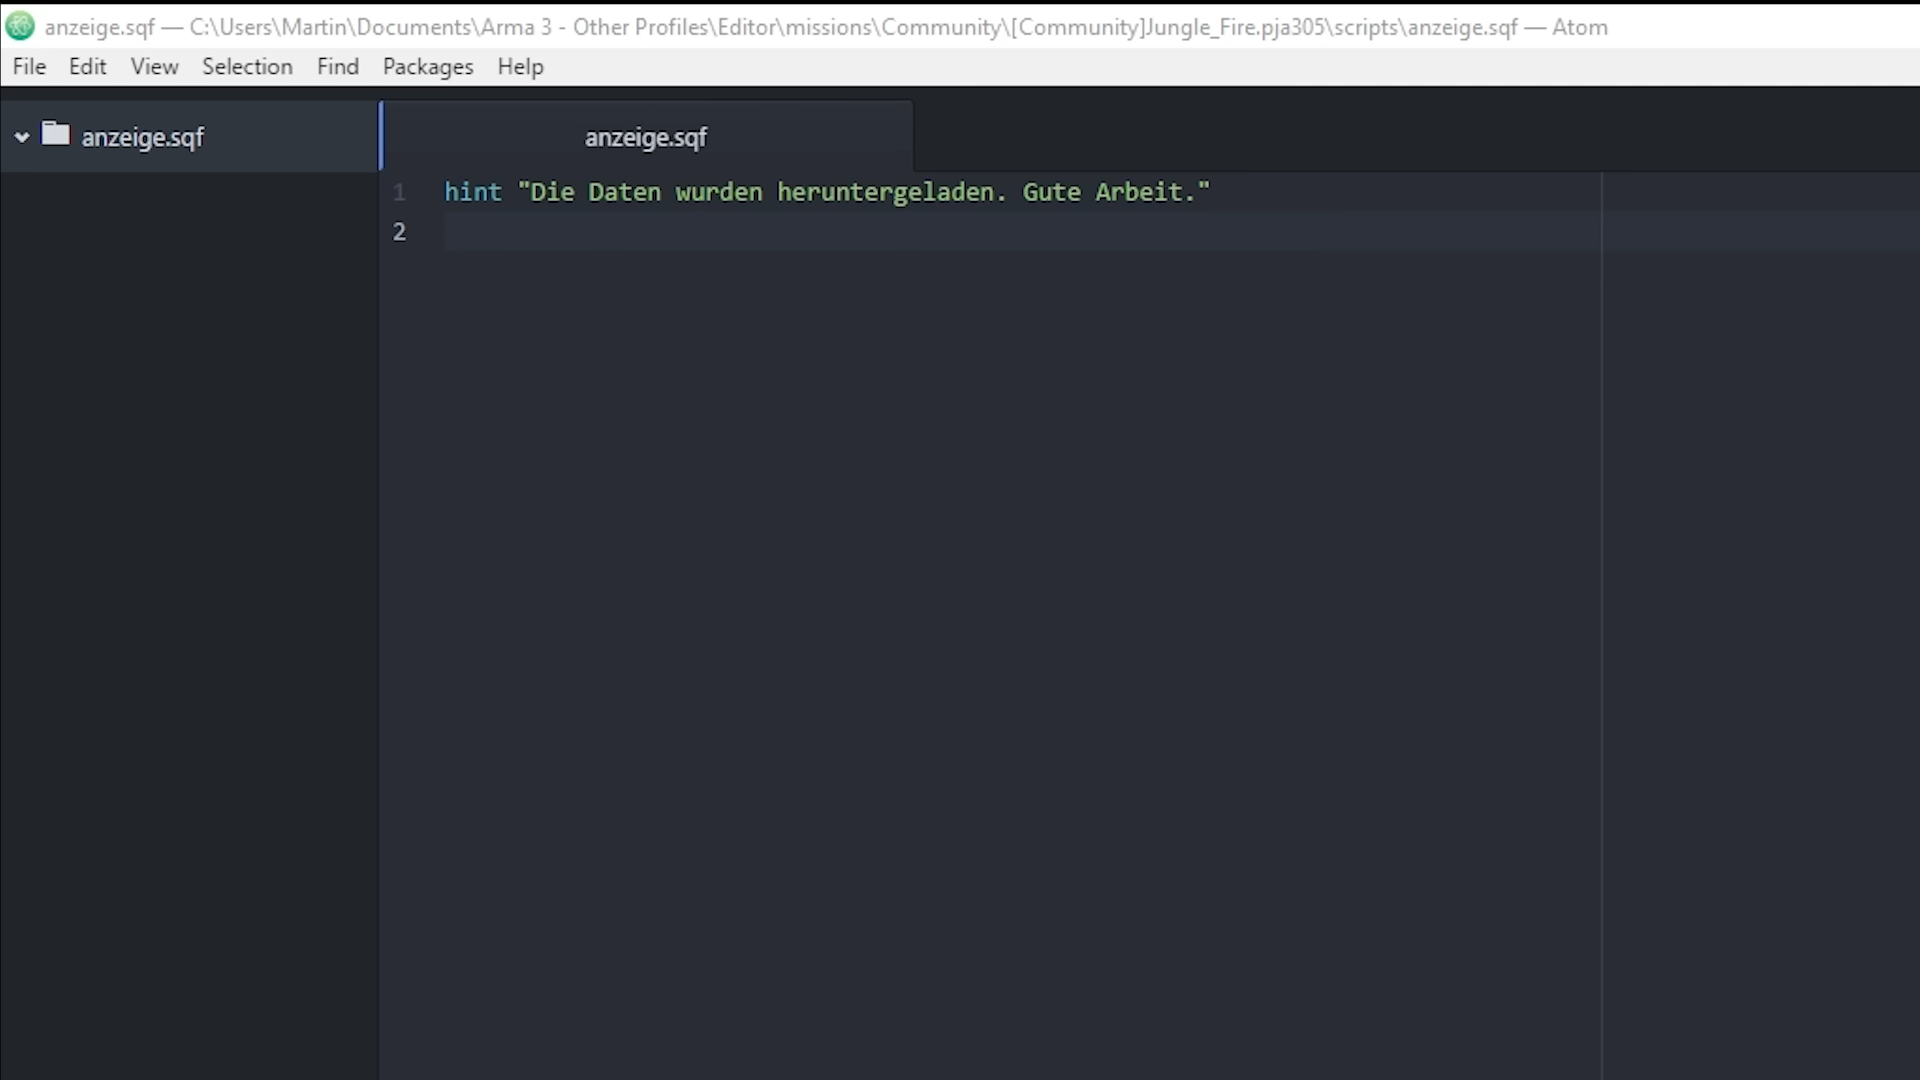 anzeige.sqf — C:\Users\Martin\Documents\Arma 3 - Other Profiles\Editor\missions\Community\[Community]Jungle_Fire.pja305\scripts\anzeige.sqf — Atom
File Edit View Selection Find Packages Help
anzeige.sqf
anzeige.sqf
1 hint "Die Daten wurden heruntergeladen. Gute Arbeit."
2